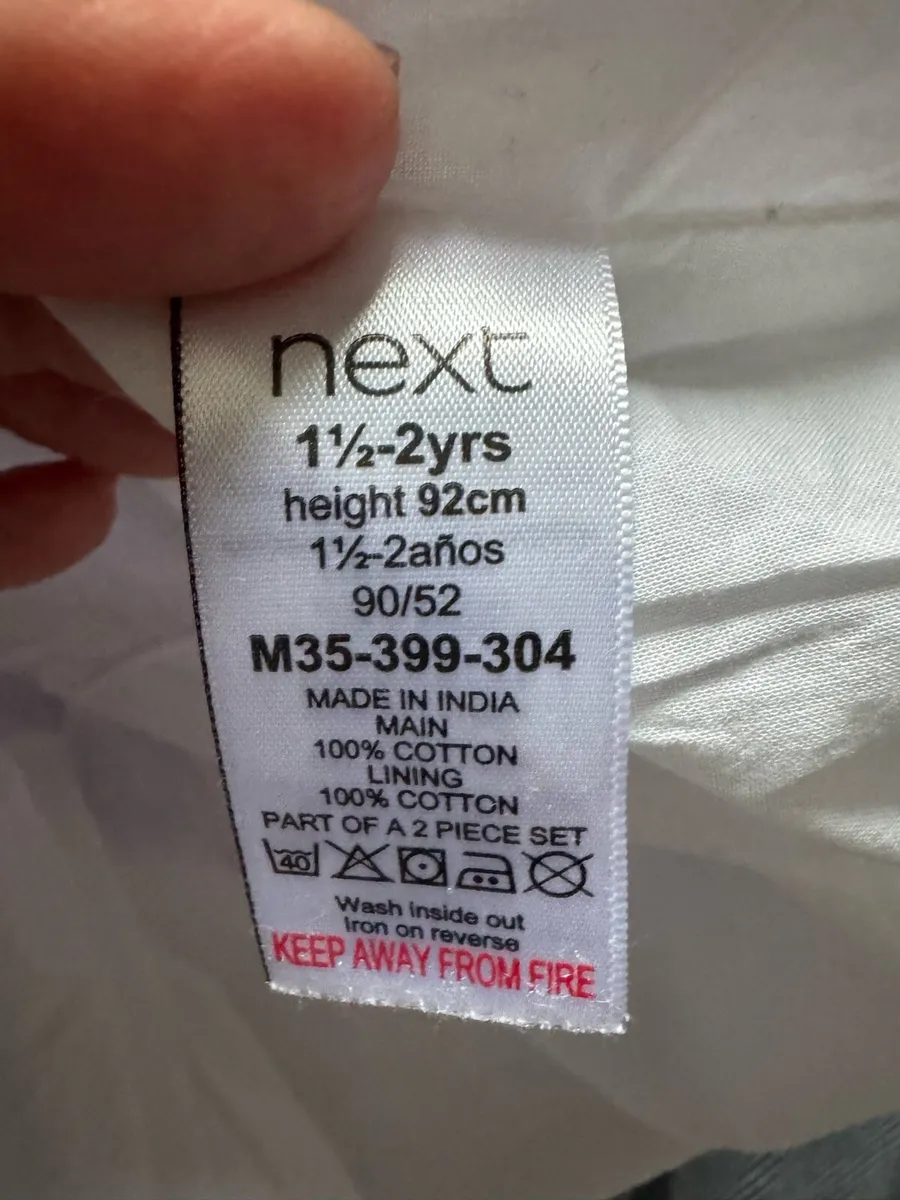 next
1½-2yrs
height 92cm
1½-2años
90/52
M35-399-304
MADE IN INDIA
MAIN
100% COTTON
LINING
100% COTTON
PART OF A 2 PIECE SET
40
Wash inside out
Iron on reverse
KEEP AWAY FROM FIRE